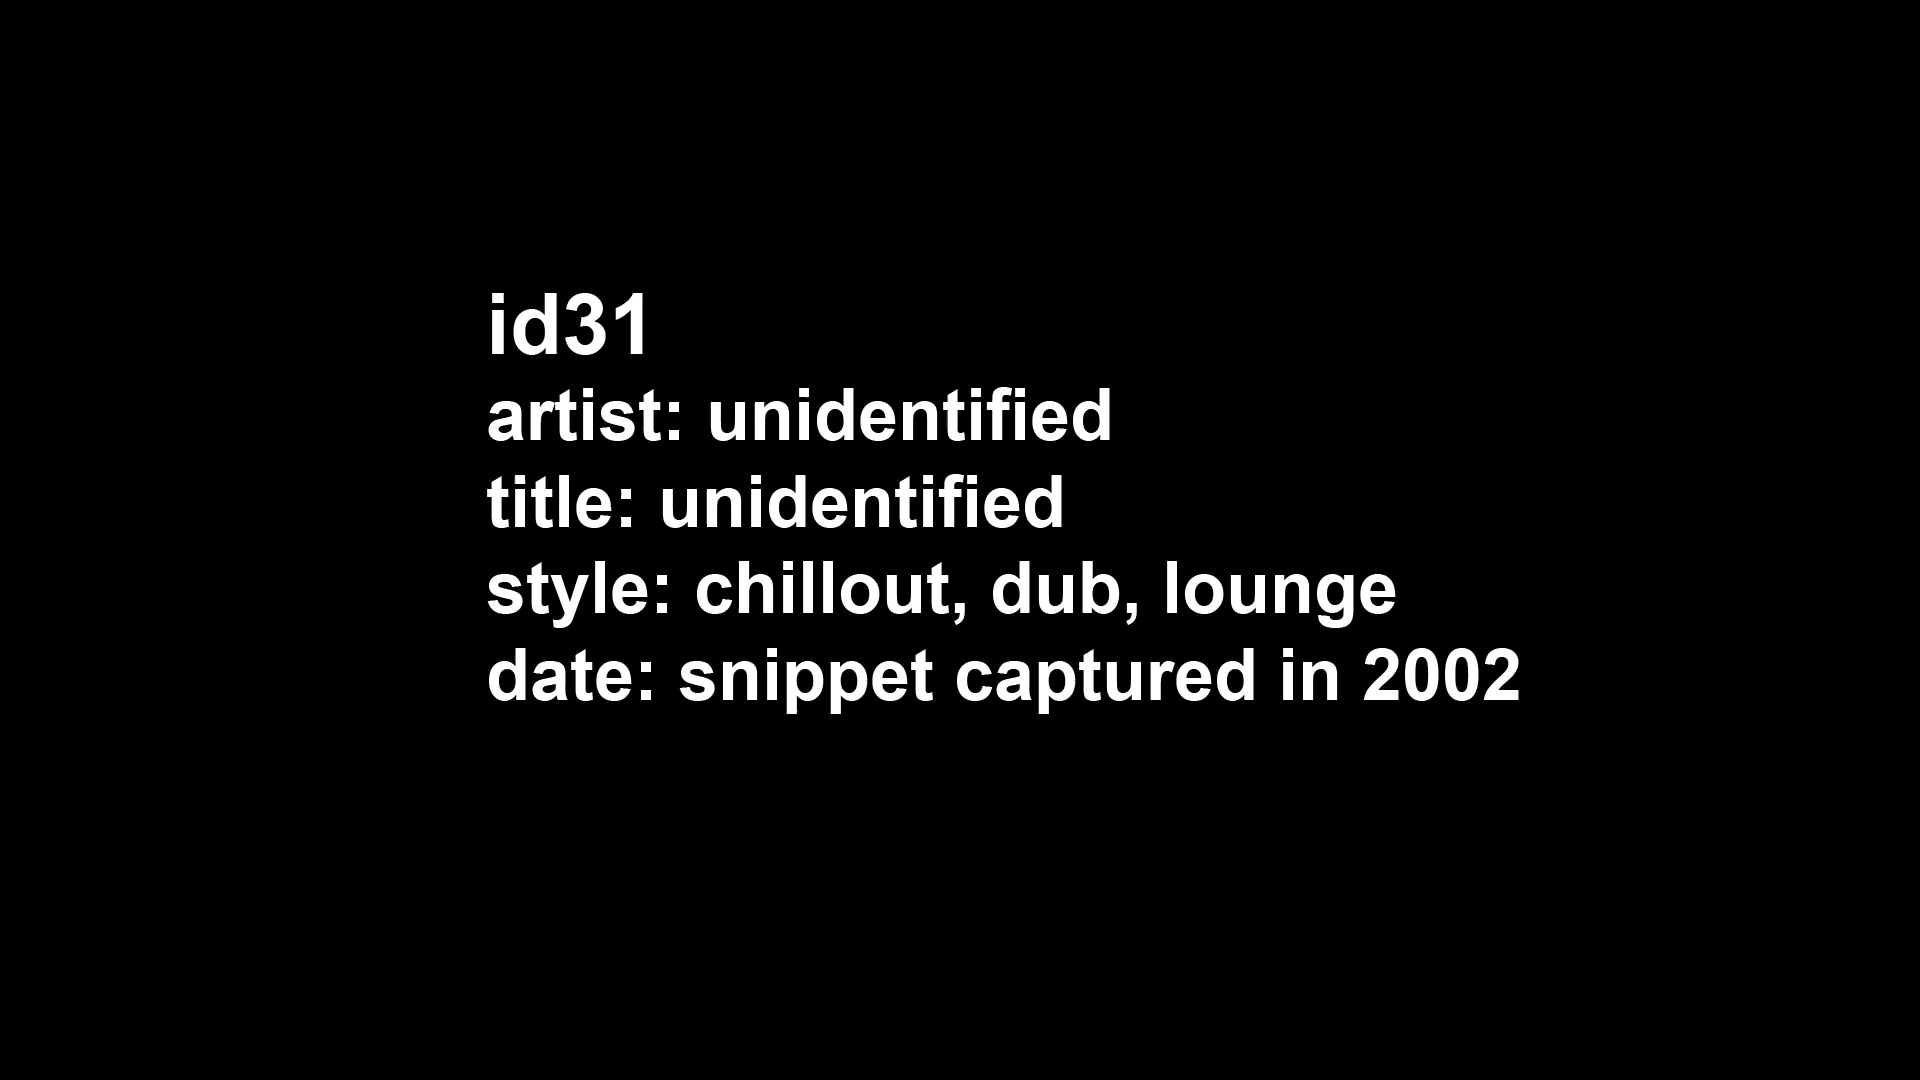 id31
artist: unidentified
title: unidentified
style: chillout, dub, lounge
date: snippet captured in 2002